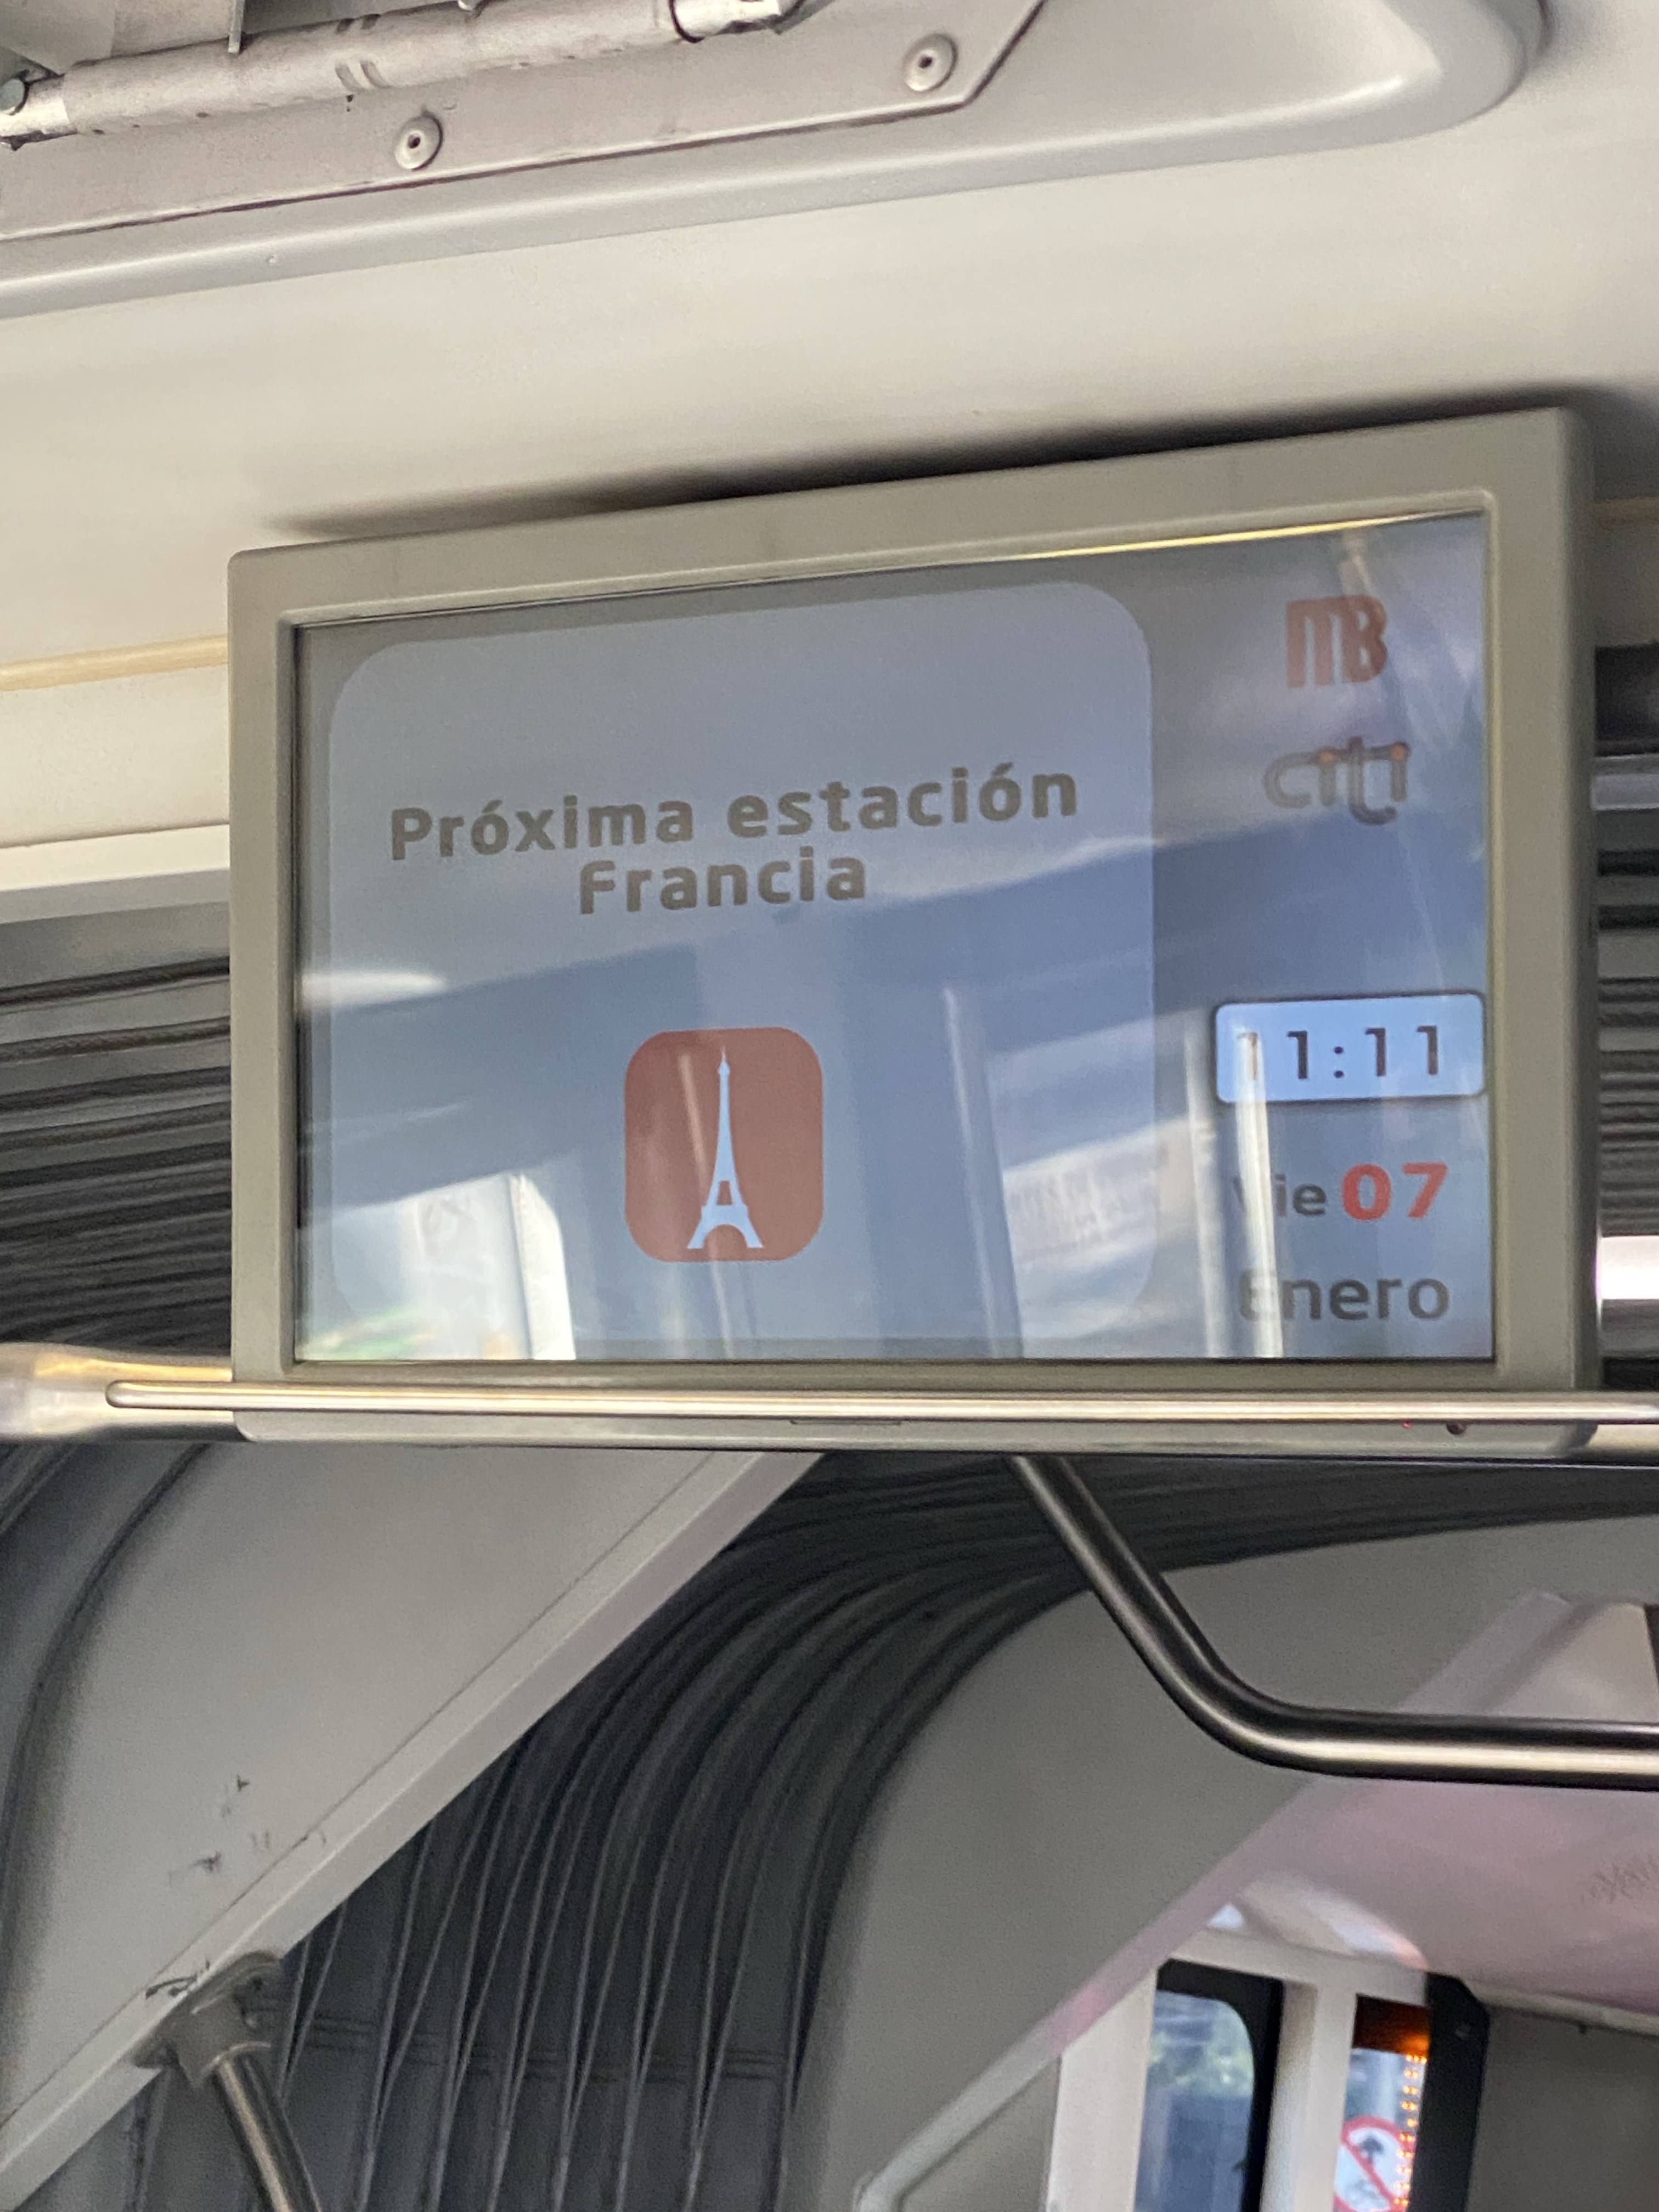 Próxima estación
Francia
MB
citi
11:11
Vie 07
Enero